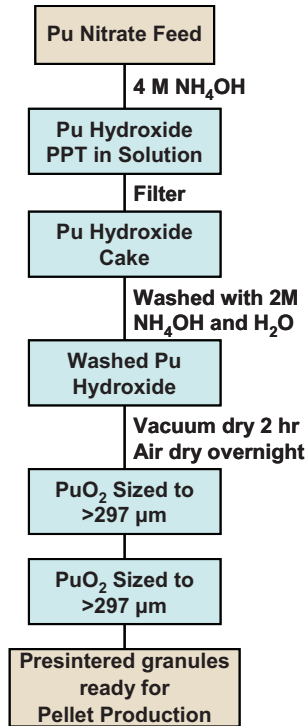 Pu Nitrate Feed
4 M NH₄OH
Pu Hydroxide
PPT in Solution
Filter
Pu Hydroxide
Cake
Washed with 2M
NH₄OH and H₂O
Washed Pu
Hydroxide
Vacuum dry 2 hr
Air dry overnight
PuO₂ Sized to
>297 µm
PuO₂ Sized to
>297 µm
Presintered granules
ready for
Pellet Production